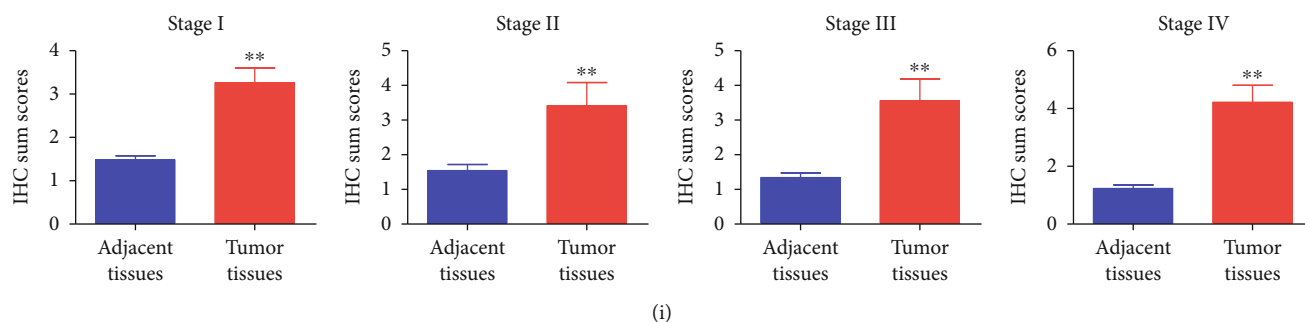 Stage I
IHC sum scores
4
3
2
1
0
**
Adjacent
tissues
Tumor
tissues
Stage II
IHC sum scores
5
4
3
2
1
0
**
Adjacent
tissues
Tumor
tissues
Stage III
IHC sum scores
5
4
3
2
1
0
**
Adjacent
tissues
Tumor
tissues
Stage IV
IHC sum scores
6
4
2
0
**
Adjacent
tissues
Tumor
tissues
(i)